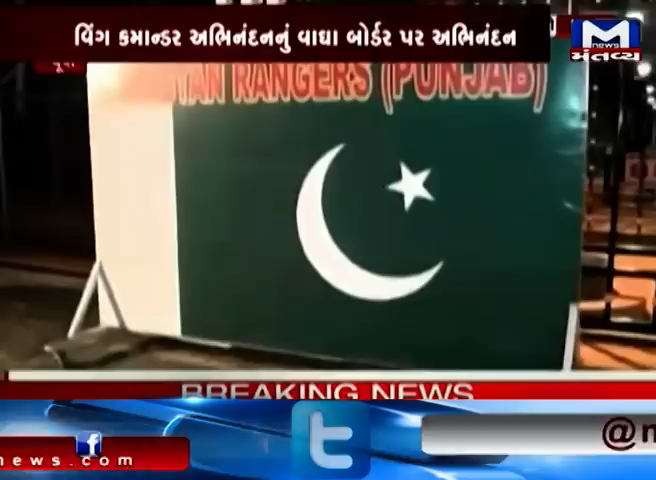 વિંગ કમાન્ડર અભિનંદનનું વાઘા બોર્ડર પર અભિનંદન
M
NEWS
મંતવ્ય
RANGERS (PUNJAB)
BREAKING NEWS
news.com